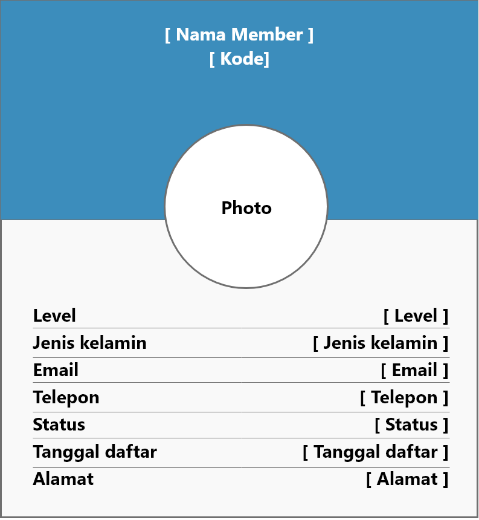 [ Nama Member ]
[ Kode]
Photo
Level [ Level ]
Jenis kelamin [ Jenis kelamin ]
Email [ Email ]
Telepon [ Telepon ]
Status [ Status ]
Tanggal daftar [ Tanggal daftar ]
Alamat [ Alamat ]